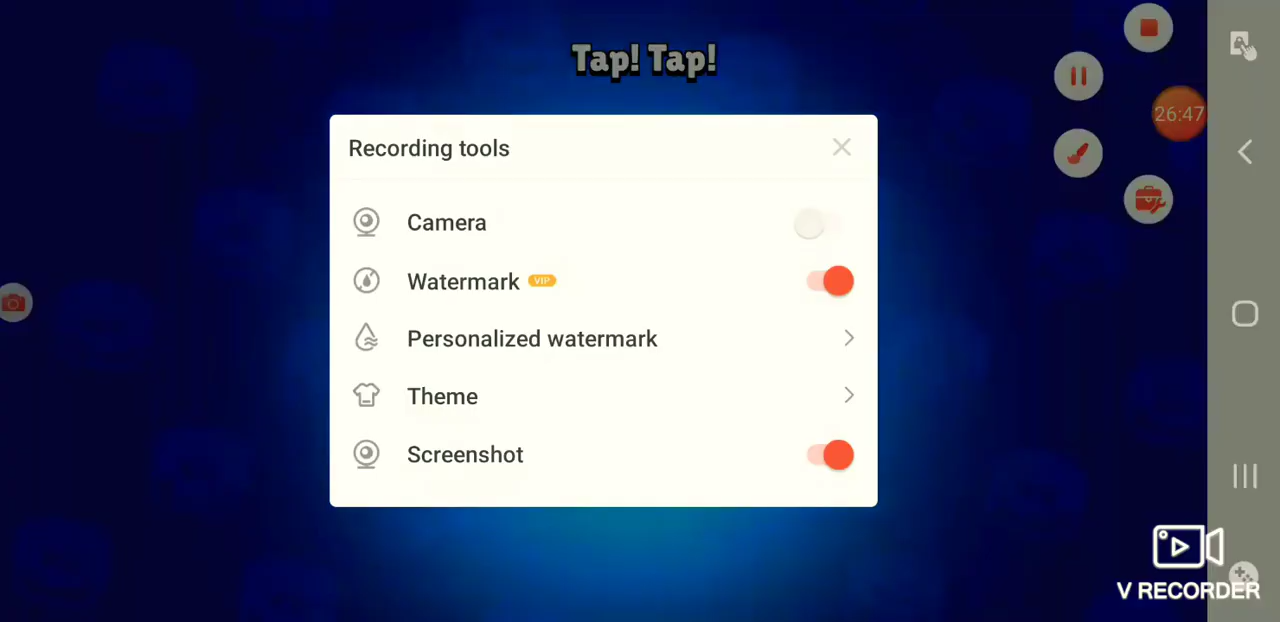 Tap! Tap!
26:47
Recording tools
Camera
Watermark VIP
Personalized watermark
Theme
Screenshot
V RECORDER